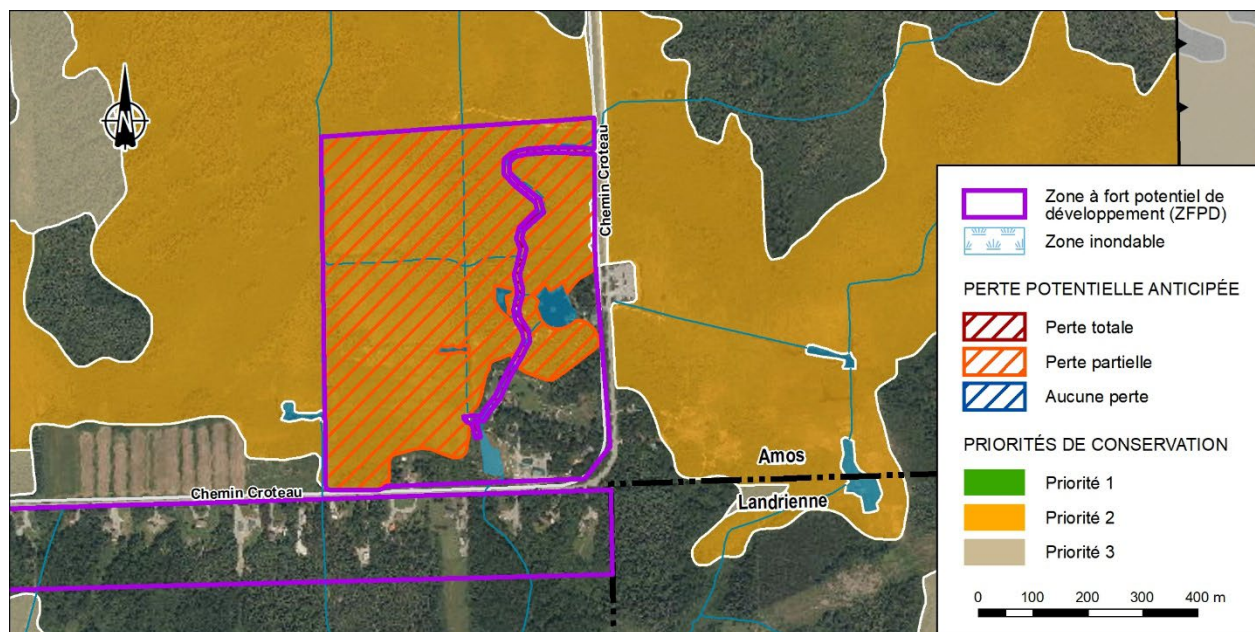 N
Chemin Croteau
Chemin Croteau
Amos
Landrienne
Zone à fort potentiel de
développement (ZFPD)
Zone inondable
PERTE POTENTIELLE ANTICIPÉE
Perte totale
Perte partielle
Aucune perte
PRIORITÉS DE CONSERVATION
Priorité 1
Priorité 2
Priorité 3
0 100 200 400 m